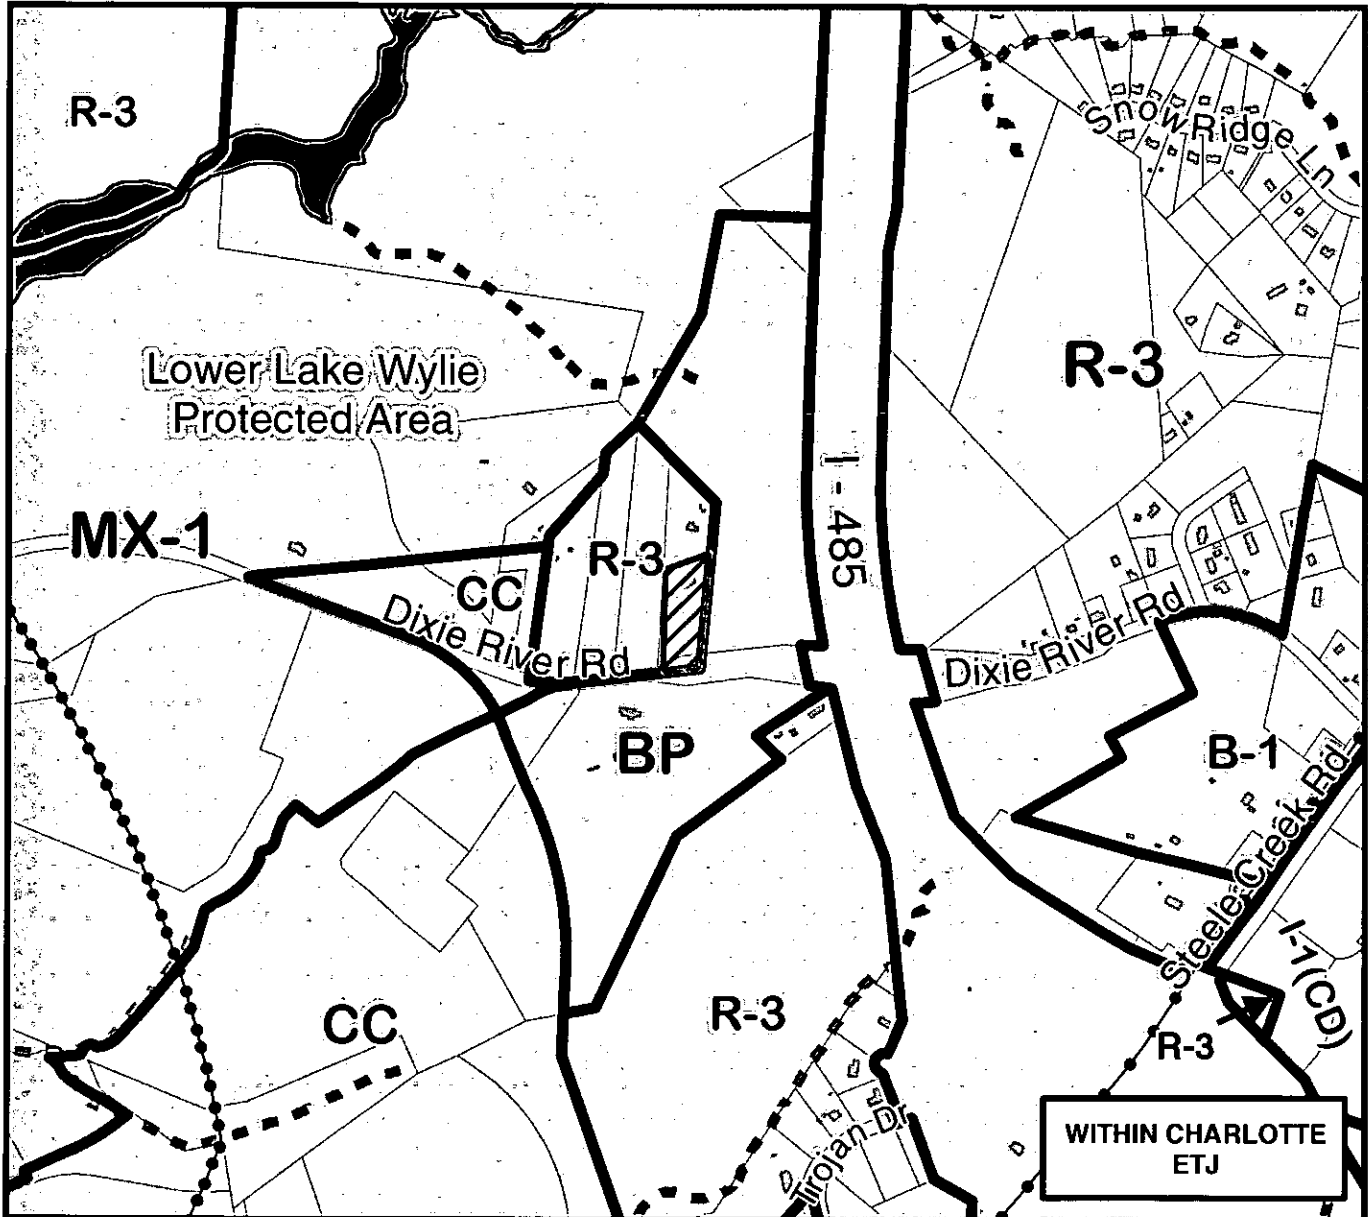 R-3
Snow Ridge Ln
Lower Lake Wylie
Protected Area
R-3
I-485
MX-1
R-3
CC
Dixie River Rd
Dixie River Rd
BP
B-1
Steele Creek Rd
I-1(CD)
CC
R-3
R-3
Trojan Dr
WITHIN CHARLOTTE
ETJ